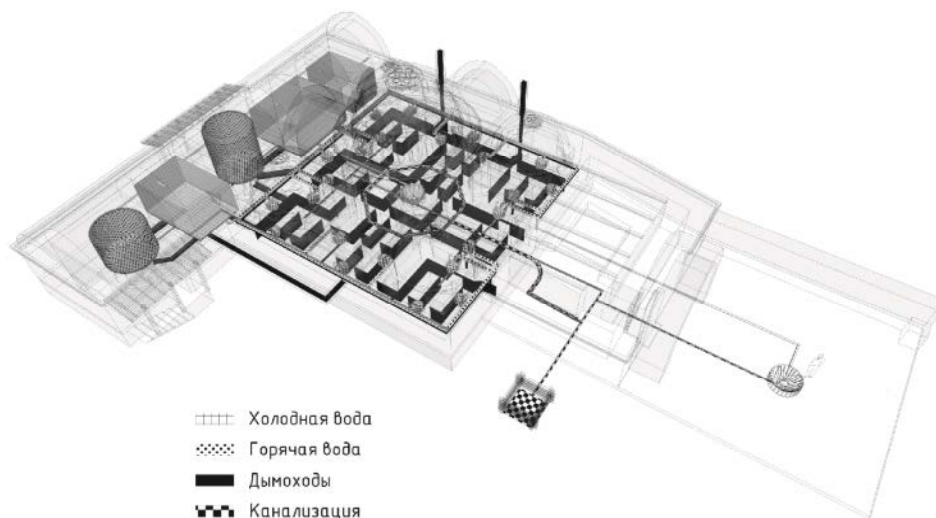 Холодная вода
Горячая вода
Дымоходы
Канализация